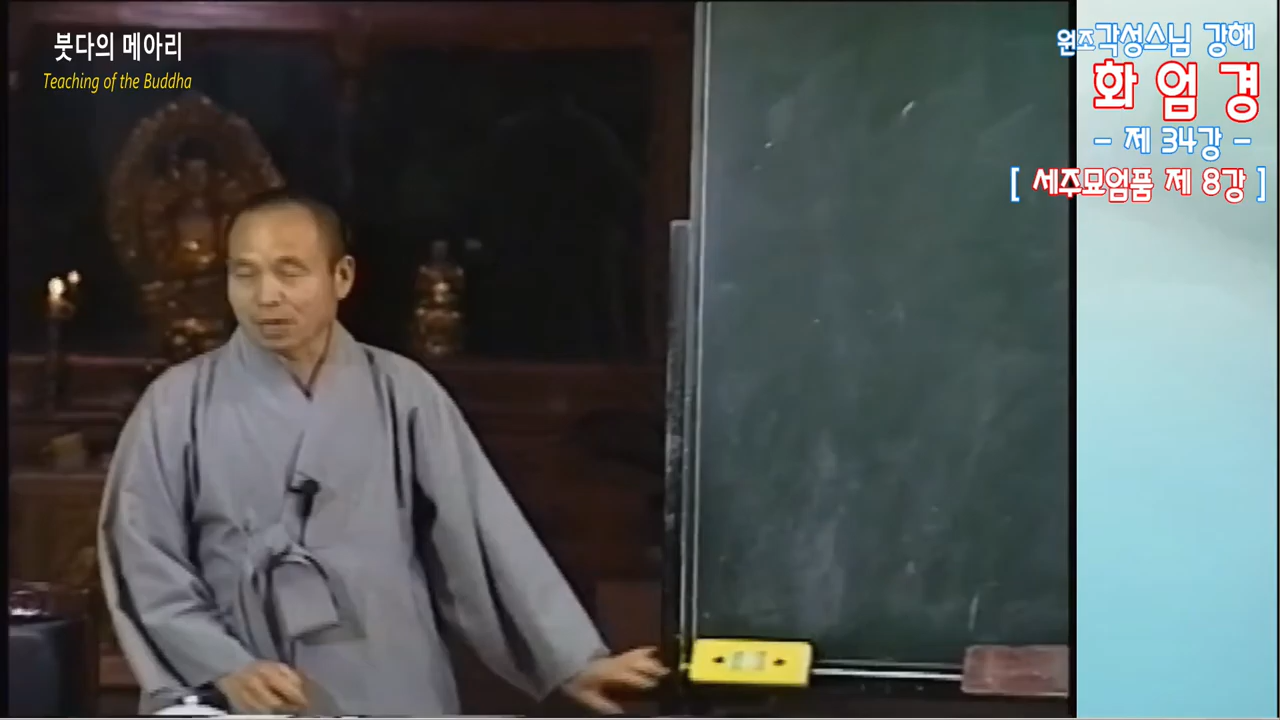 붓다의 메아리
Teaching of the Buddha
원조각성스님 강해
화엄경
- 제 34강 -
[ 세주묘엄품 제 8강 ]